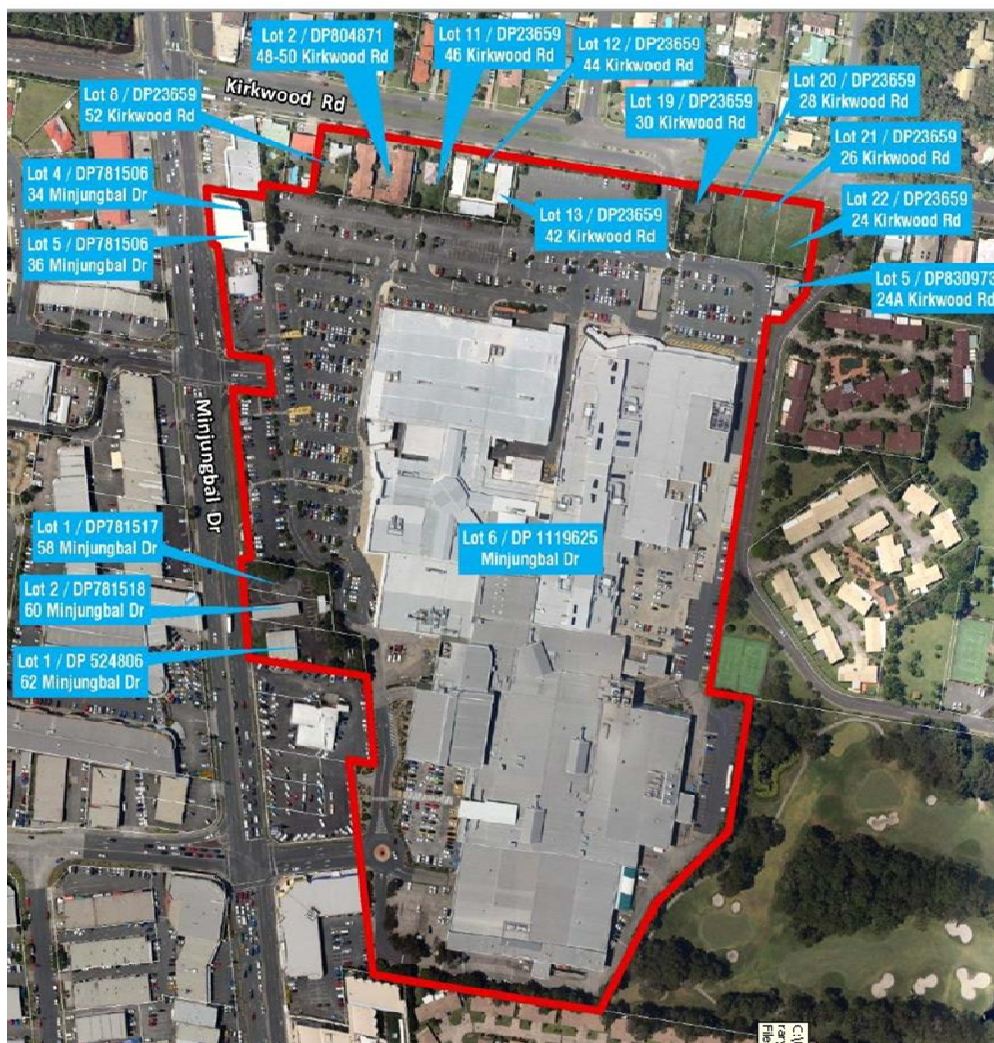 Lot 2 / DP804871
48-50 Kirkwood Rd
Lot 11 / DP23659
46 Kirkwood Rd
Lot 12 / DP23659
44 Kirkwood Rd
Kirkwood Rd
Lot 8 / DP23659
52 Kirkwood Rd
Lot 19 / DP23659
30 Kirkwood Rd
Lot 20 / DP23659
28 Kirkwood Rd
Lot 21 / DP23659
26 Kirkwood Rd
Lot 4 / DP781506
34 Minjungbal Dr
Lot 22 / DP23659
24 Kirkwood Rd
Lot 13 / DP23659
42 Kirkwood Rd
Lot 5 / DP781506
36 Minjungbal Dr
Lot 5 / DP830973
24A Kirkwood Rd
Minjungbal Dr
Lot 1 / DP781517
58 Minjungbal Dr
Lot 6 / DP 1119625
Minjungbal Dr
Lot 2 / DP781518
60 Minjungbal Dr
Lot 1 / DP 524806
62 Minjungbal Dr